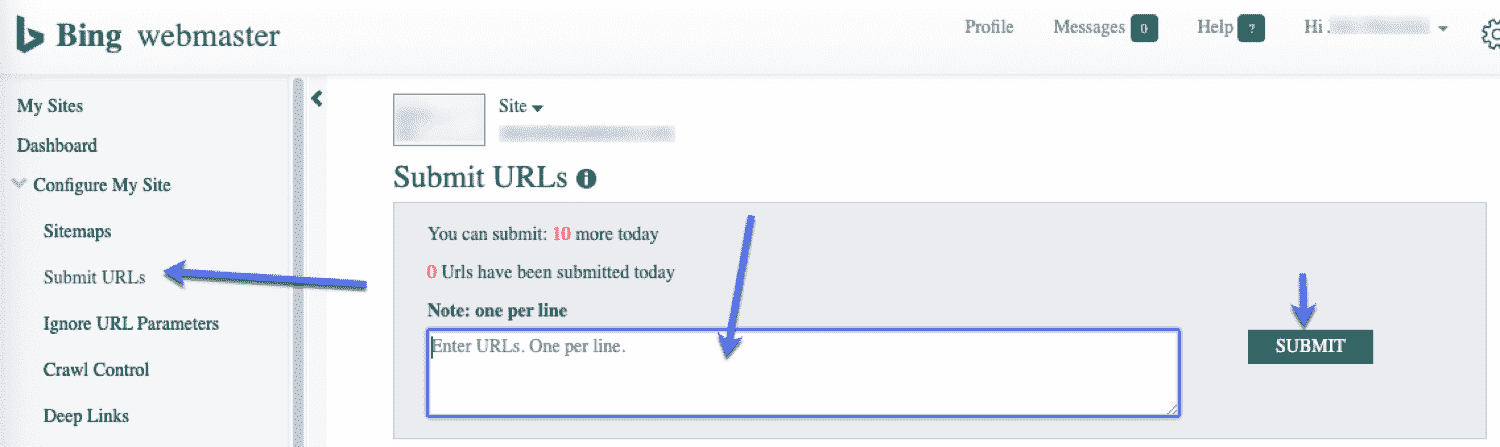 Bing webmaster
Profile Messages 0 Help ? Hi
My Sites
Dashboard
Configure My Site
Sitemaps
Submit URLs
Ignore URL Parameters
Crawl Control
Deep Links
Site
Submit URLs i
You can submit: 10 more today
0 Urls have been submitted today
Note: one per line
Enter URLs. One per line.
SUBMIT